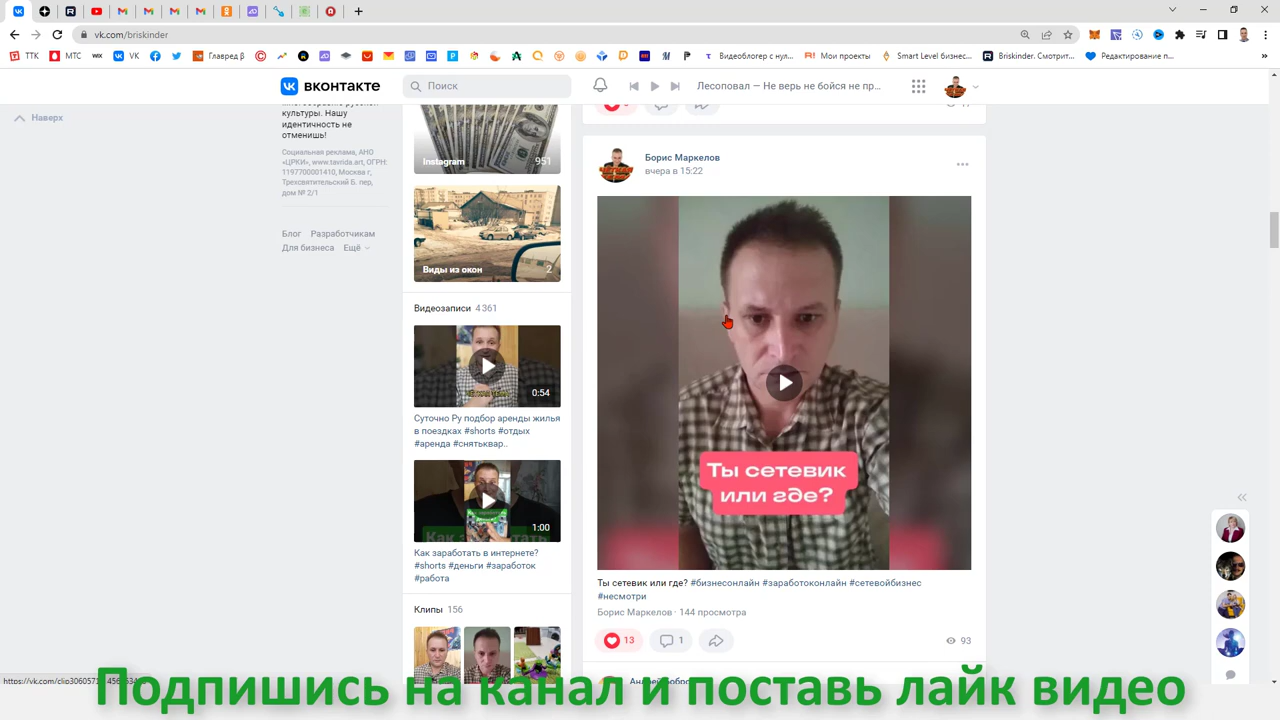 vk.com/briskinder
ТТК
МТС
WiX
VK
Главред
Видеоблогер с нул...
Мои проекты
Smart Level бизнес...
Briskinder. Смотрит...
Редактирование п...
вконтакте
Поиск
Лесоповал — Не верь не бойся не пр...
Наверх
культуры. Нашу
идентичность не
отменишь!
Социальная реклама, АНО
«ЦРКИ», www.tavrida.art, ОГРН:
1197700001410, Москва г,
Трехсвятительский Б. пер,
дом № 2/1
Блог Разработчикам
Для бизнеса Ещё
Instagram 951
Виды из окон 2
Видеозаписи 4 361
0:54
Суточно Ру подбор аренды жилья
в поездках #shorts #отдых
#аренда #снятьквар..
1:00
Как заработать в интернете?
#shorts #деньги #заработок
#работа
Клипы 156
Борис Маркелов
вчера в 15:22
Ты сетевик
или где?
Ты сетевик или где? #бизнесонлайн #заработоконлайн #сетевойбизнес
#несмотри
Борис Маркелов · 144 просмотра
13 1 93
Подпишись на канал и поставь лайк видео